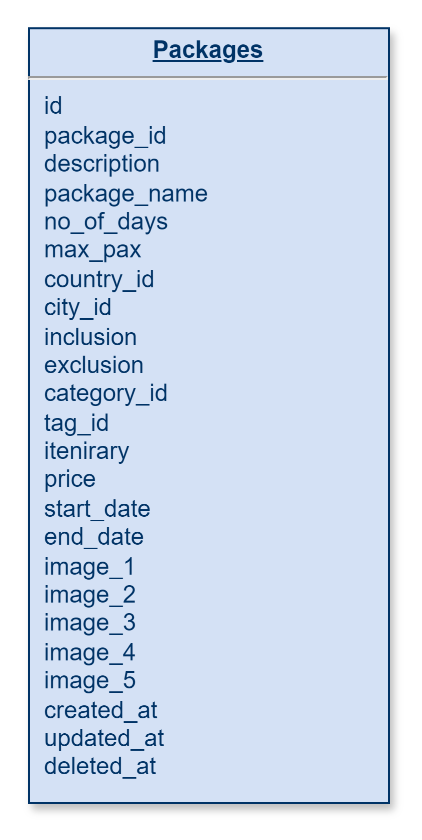 Packages
id
package_id
description
package_name
no_of_days
max_pax
country_id
city_id
inclusion
exclusion
category_id
tag_id
itenirary
price
start_date
end_date
image_1
image_2
image_3
image_4
image_5
created_at
updated_at
deleted_at